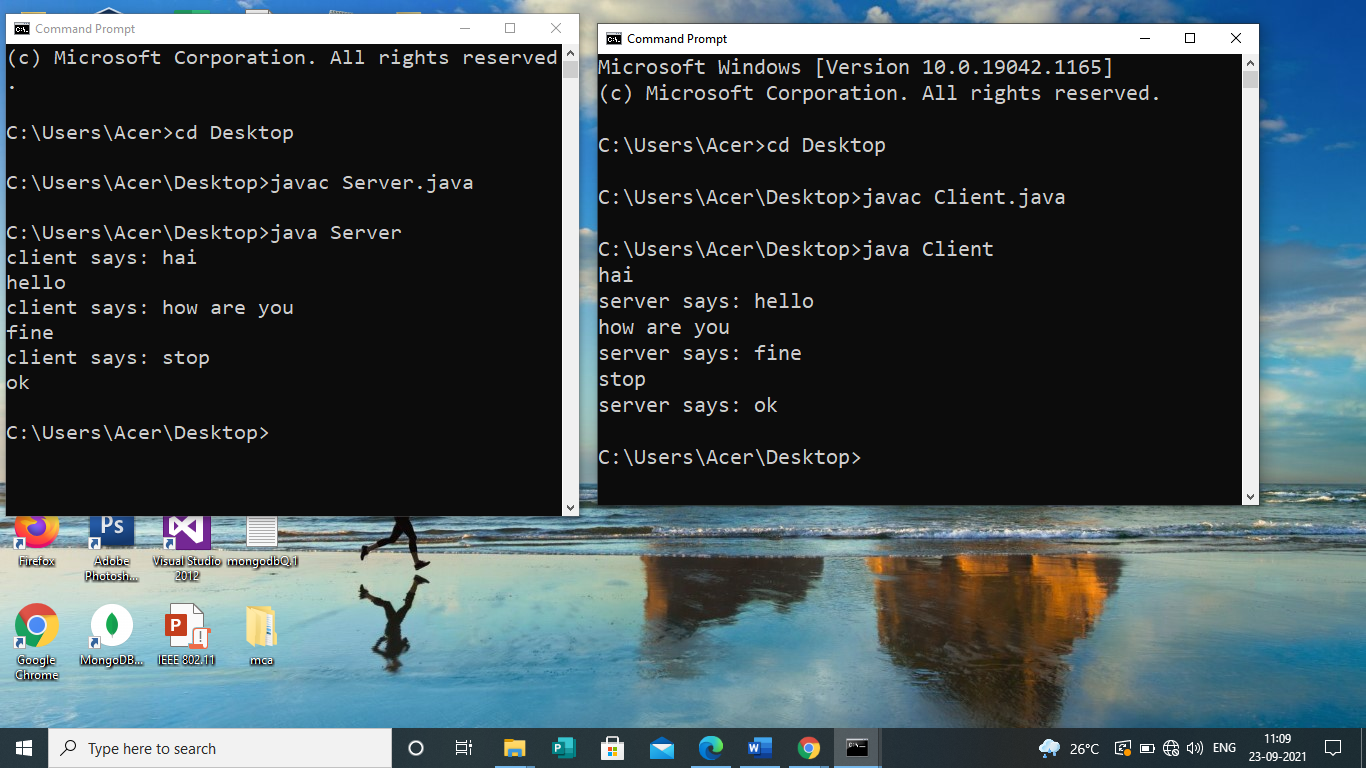 Command Prompt
(c) Microsoft Corporation. All rights reserved
.
C:\Users\Acer>cd Desktop
C:\Users\Acer\Desktop>javac Server.java
C:\Users\Acer\Desktop>java Server
client says: hai
hello
client says: how are you
fine
client says: stop
ok
C:\Users\Acer\Desktop>
Command Prompt
Microsoft Windows [Version 10.0.19042.1165]
(c) Microsoft Corporation. All rights reserved.
C:\Users\Acer>cd Desktop
C:\Users\Acer\Desktop>javac Client.java
C:\Users\Acer\Desktop>java Client
hai
server says: hello
how are you
server says: fine
stop
server says: ok
C:\Users\Acer\Desktop>
Ps
Firefox
Adobe
Photosh...
Visual Studio
2012
mongodbQ.1
P
Google
Chrome
MongoDB...
IEEE 802.11
mca
Type here to search
26°C
ENG
11:09
23-09-2021